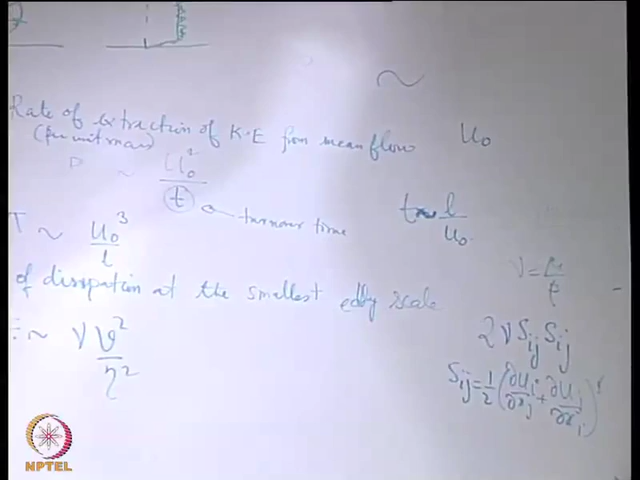 ~
Rate of extraction of K.E from mean flow u₀
(per unit mass)
P ~ u₀²/t turnover time t ~ l/u₀
~ u₀³/l
ν = μ/ρ
of dissipation at the smallest eddy scale
~ ν υ²/η² 2ν Sᵢⱼ Sᵢⱼ
Sᵢⱼ = 1/2 (∂uᵢ/∂xⱼ + ∂uⱼ/∂xᵢ)
NPTEL